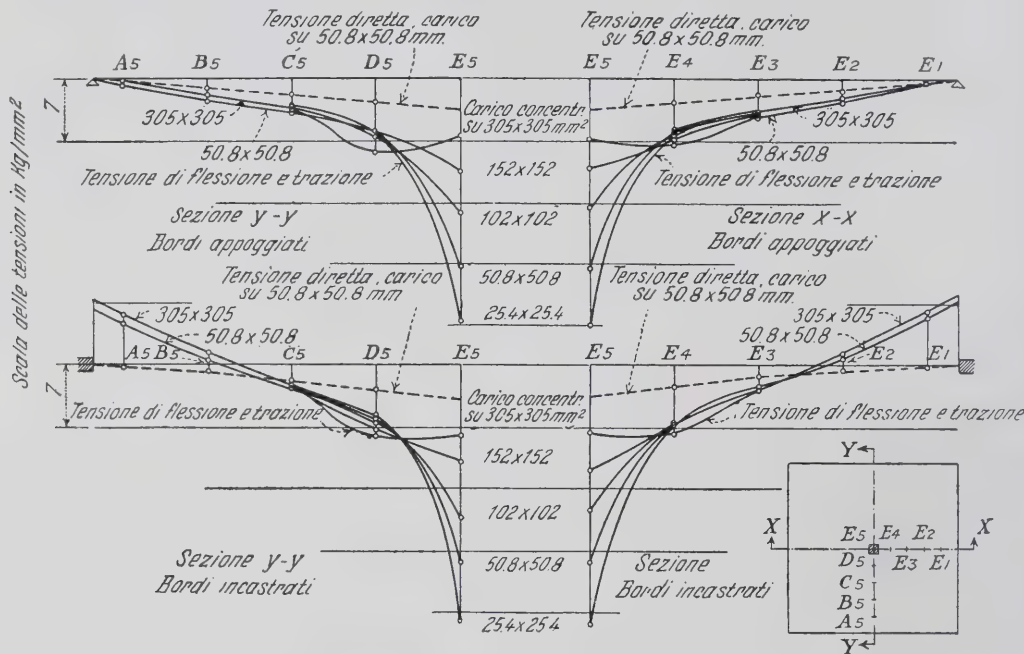 Tensione diretta, carico
su 50.8x50.8 mm.
Tensione diretta, carico
su 50.8x50.8 mm.
A5 B5 C5 D5 E5 E5 E4 E3 E2 E1
7
305x305
50.8x50.8
Tensione di flessione e trazione
Carico concentr.
su 305x305 mm²
305x305
50.8x50.8
Tensione di flessione e trazione
152x152
102x102
50.8x50.8
25.4x25.4
Sezione y-y
Bordi appoggiati
Sezione X-X
Bordi appoggiati
Scala delle tensioni in Kg/mm²
Tensione diretta, carico
su 50.8x50.8 mm
Tensione diretta, carico
su 50.8x50.8 mm.
305x305
50.8x50.8
305x305
50.8x50.8
A5 B5 C5 D5 E5 E5 E4 E3 E2 E1
7
Tensione di flessione e trazione
Carico concentr.
su 305x305 mm²
Tensione di flessione e trazione
152x152
102x102
50.8x50.8
25.4x25.4
Sezione y-y
Bordi incastrati
Sezione
Bordi incastrati
Y
X
X
E5 E4 E2
D5 E3 E1
C5
B5
A5
Y